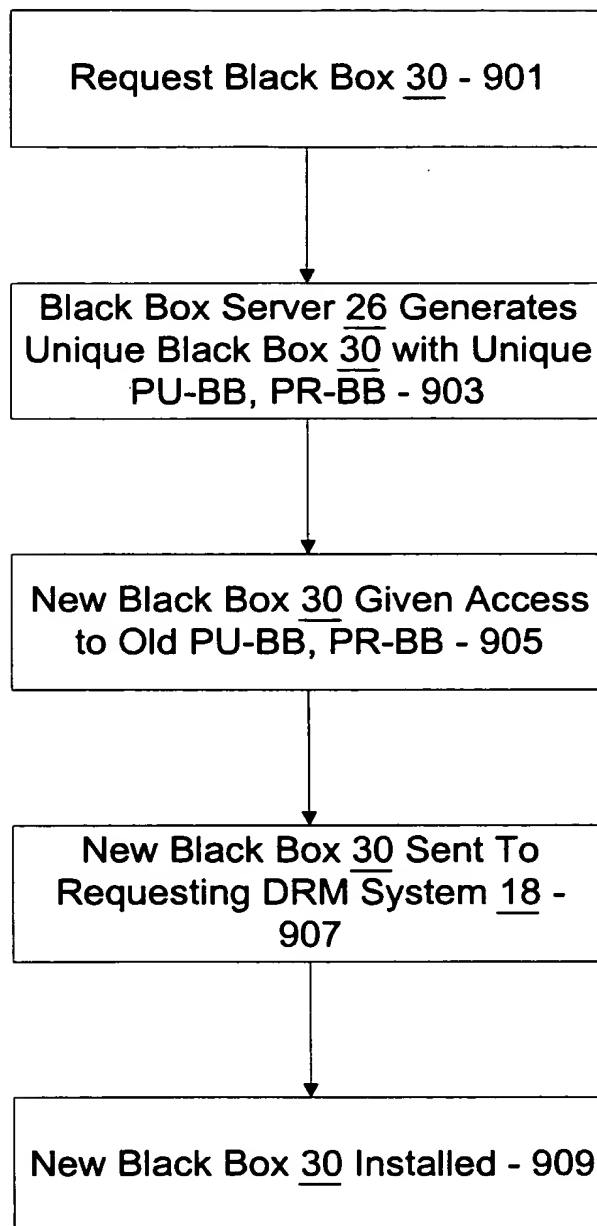 Request Black Box 30 - 901
Black Box Server 26 Generates
Unique Black Box 30 with Unique
PU-BB, PR-BB - 903
New Black Box 30 Given Access
to Old PU-BB, PR-BB - 905
New Black Box 30 Sent To
Requesting DRM System 18 -
907
New Black Box 30 Installed - 909